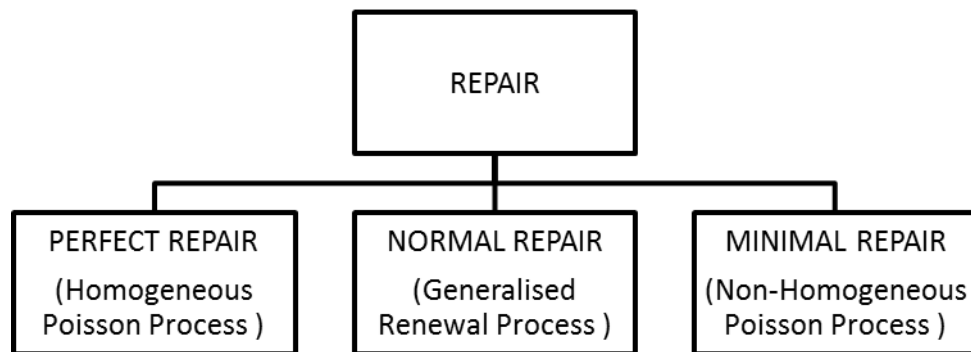 REPAIR
PERFECT REPAIR
(Homogeneous
Poisson Process )
NORMAL REPAIR
(Generalised
Renewal Process )
MINIMAL REPAIR
(Non-Homogeneous
Poisson Process )